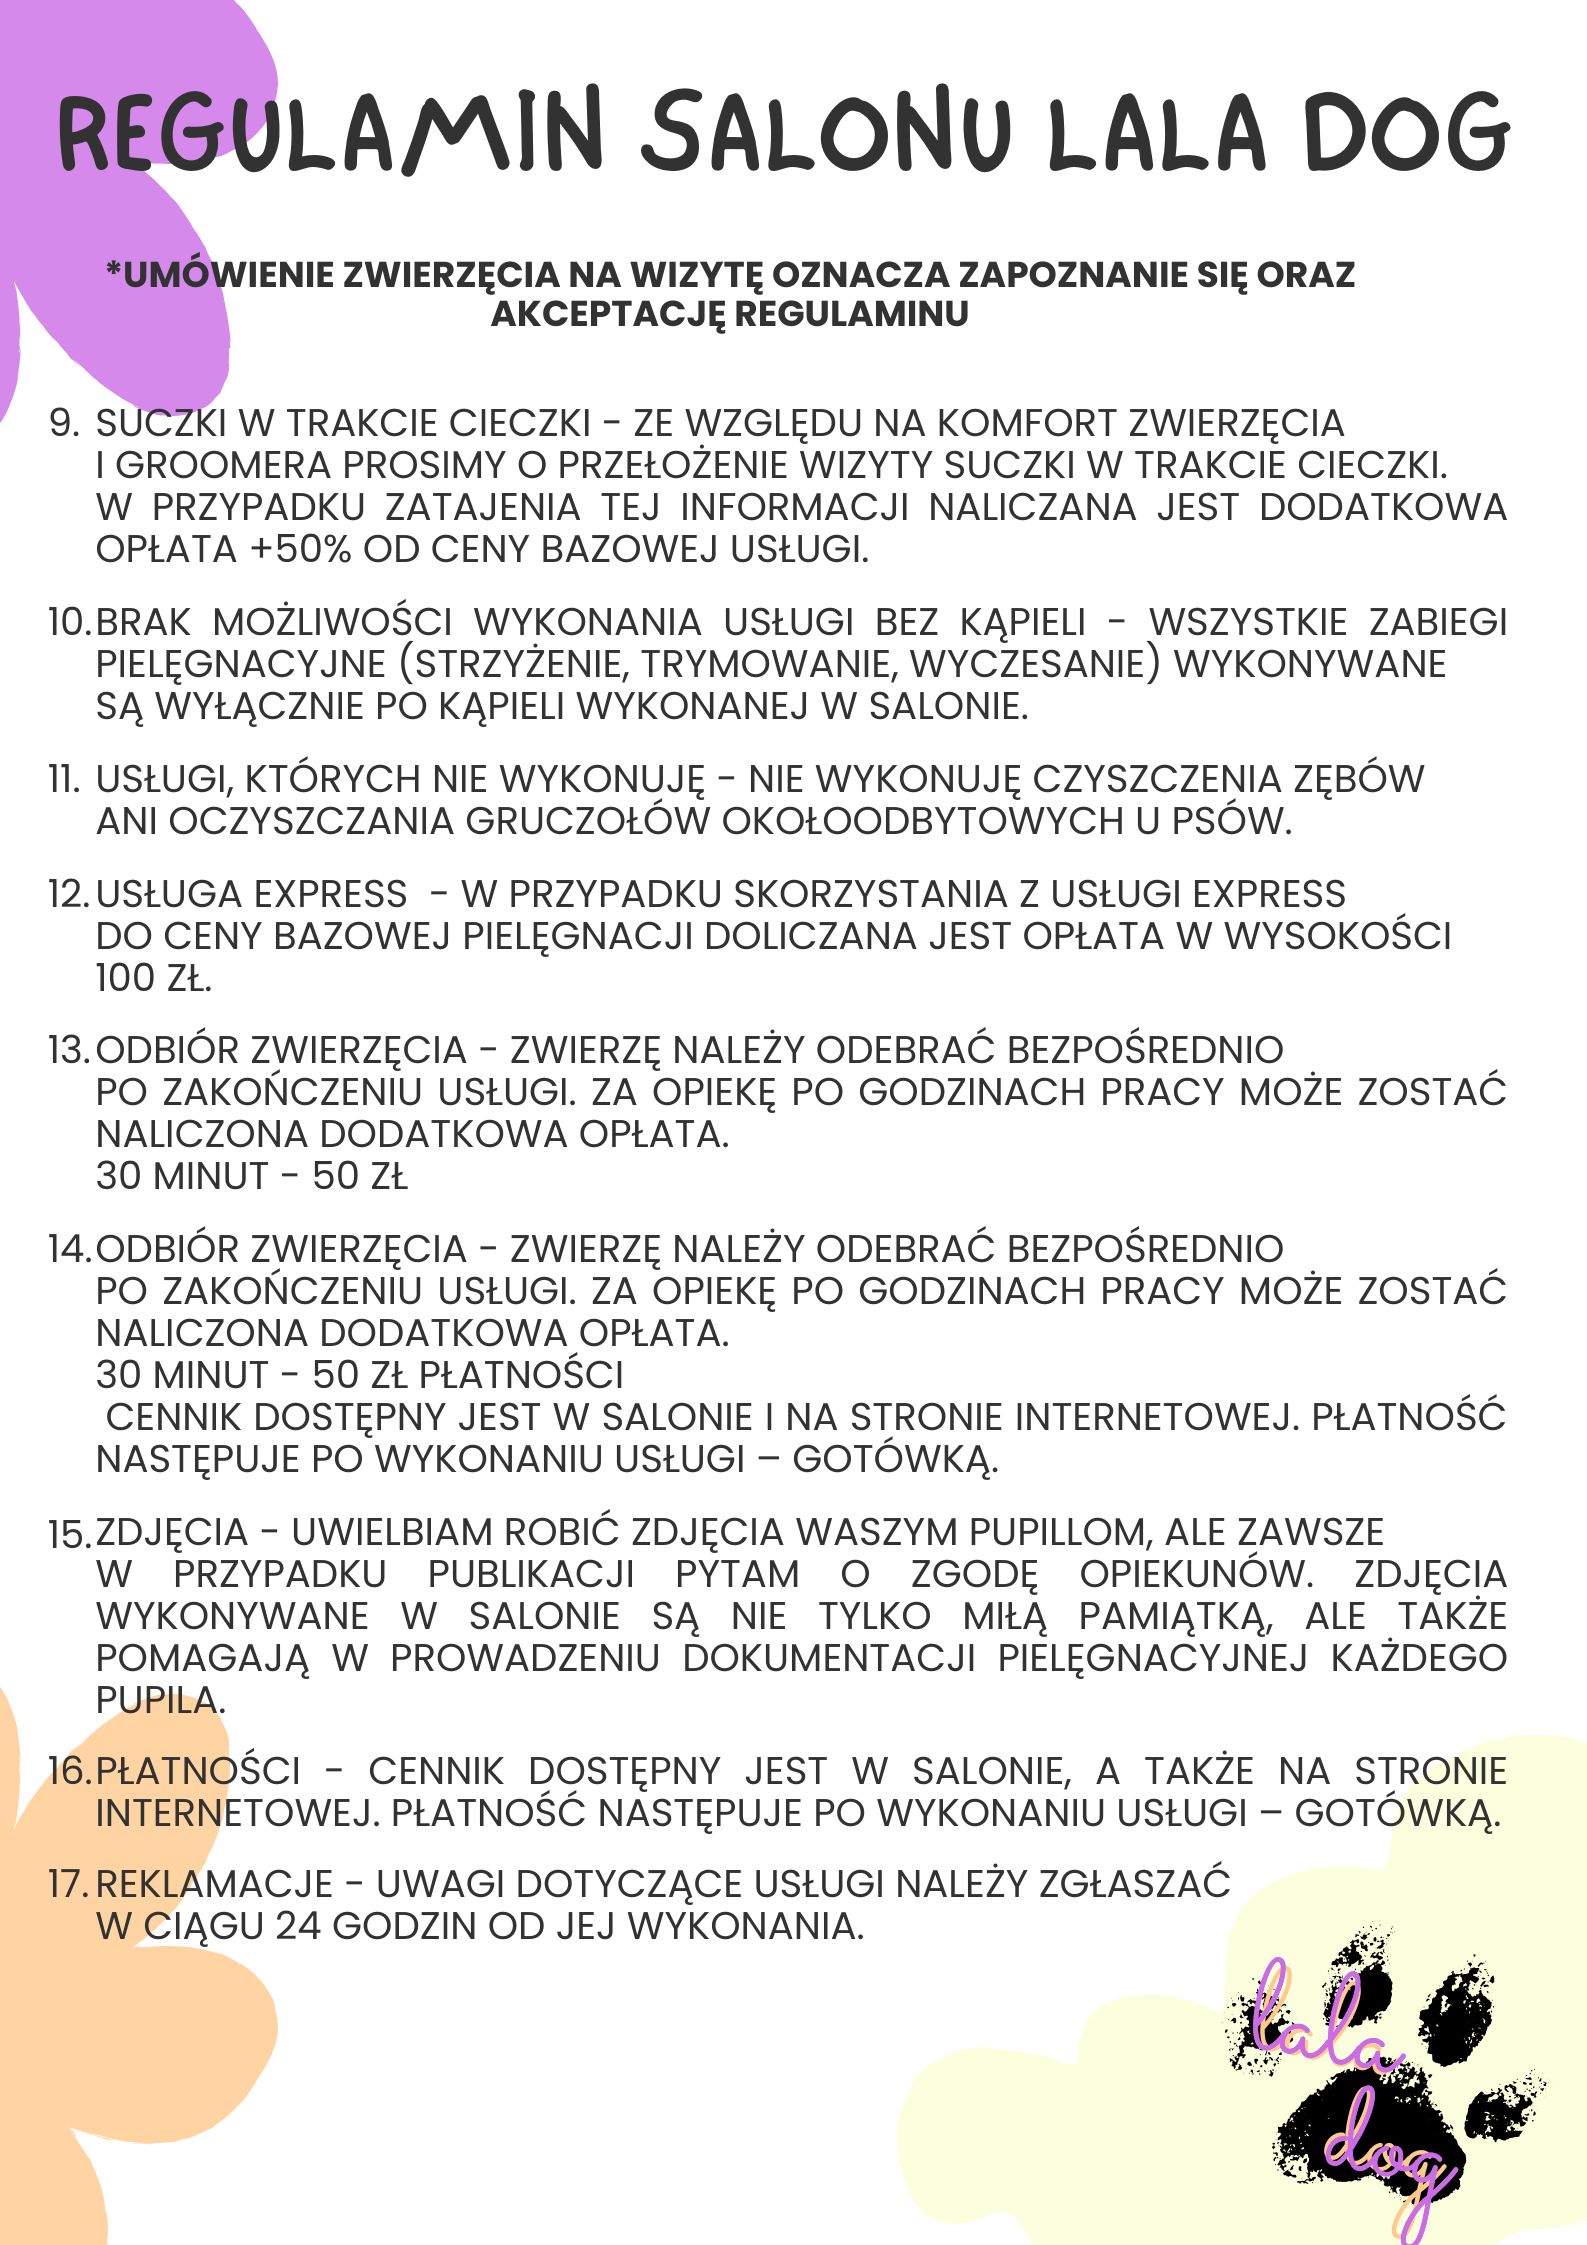 REGULAMIN SALONU LALA DOG
*UMÓWIENIE ZWIERZĘCIA NA WIZYTĘ OZNACZA ZAPOZNANIE SIĘ ORAZ
AKCEPTACJĘ REGULAMINU
9. SUCZKI W TRAKCIE CIECZKI - ZE WZGLĘDU NA KOMFORT ZWIERZĘCIA
I GROOMERA PROSIMY O PRZEŁOŻENIE WIZYTY SUCZKI W TRAKCIE CIECZKI.
W PRZYPADKU ZATAJENIA TEJ INFORMACJI NALICZANA JEST DODATKOWA
OPŁATA +50% OD CENY BAZOWEJ USŁUGI.
10. BRAK MOŻLIWOŚCI WYKONANIA USŁUGI BEZ KĄPIELI - WSZYSTKIE ZABIEGI
PIELĘGNACYJNE (STRZYŻENIE, TRYMOWANIE, WYCZESANIE) WYKONYWANE
SĄ WYŁĄCZNIE PO KĄPIELI WYKONANEJ W SALONIE.
11. USŁUGI, KTÓRYCH NIE WYKONUJĘ - NIE WYKONUJĘ CZYSZCZENIA ZĘBÓW
ANI OCZYSZCZANIA GRUCZOŁÓW OKOŁOODBYTOWYCH U PSÓW.
12. USŁUGA EXPRESS - W PRZYPADKU SKORZYSTANIA Z USŁUGI EXPRESS
DO CENY BAZOWEJ PIELĘGNACJI DOLICZANA JEST OPŁATA W WYSOKOŚCI
100 ZŁ.
13. ODBIÓR ZWIERZĘCIA - ZWIERZĘ NALEŻY ODEBRAĆ BEZPOŚREDNIO
PO ZAKOŃCZENIU USŁUGI. ZA OPIEKĘ PO GODZINACH PRACY MOŻE ZOSTAĆ
NALICZONA DODATKOWA OPŁATA.
30 MINUT - 50 ZŁ
14. ODBIÓR ZWIERZĘCIA - ZWIERZĘ NALEŻY ODEBRAĆ BEZPOŚREDNIO
PO ZAKOŃCZENIU USŁUGI. ZA OPIEKĘ PO GODZINACH PRACY MOŻE ZOSTAĆ
NALICZONA DODATKOWA OPŁATA.
30 MINUT - 50 ZŁ PŁATNOŚCI
CENNIK DOSTĘPNY JEST W SALONIE I NA STRONIE INTERNETOWEJ. PŁATNOŚĆ
NASTĘPUJE PO WYKONANIU USŁUGI – GOTÓWKĄ.
15. ZDJĘCIA - UWIELBIAM ROBIĆ ZDJĘCIA WASZYM PUPILLOM, ALE ZAWSZE
W PRZYPADKU PUBLIKACJI PYTAM O ZGODĘ OPIEKUNÓW. ZDJĘCIA
WYKONYWANE W SALONIE SĄ NIE TYLKO MIŁĄ PAMIĄTKĄ, ALE TAKŻE
POMAGAJĄ W PROWADZENIU DOKUMENTACJI PIELĘGNACYJNEJ KAŻDEGO
PUPILA.
16. PŁATNOŚCI - CENNIK DOSTĘPNY JEST W SALONIE, A TAKŻE NA STRONIE
INTERNETOWEJ. PŁATNOŚĆ NASTĘPUJE PO WYKONANIU USŁUGI – GOTÓWKĄ.
17. REKLAMACJE - UWAGI DOTYCZĄCE USŁUGI NALEŻY ZGŁASZAĆ
W CIĄGU 24 GODZIN OD JEJ WYKONANIA.
lala
dog